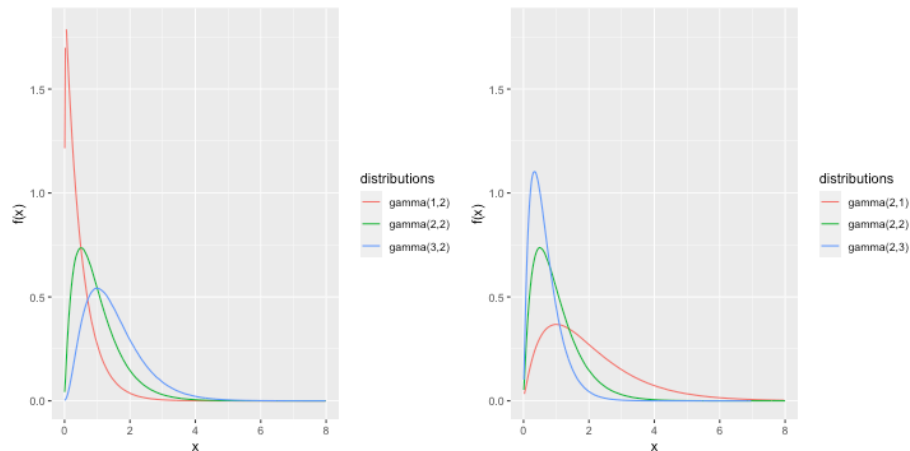 1.5
1.0
0.5
0.0
f(x)
0 2 4 6 8
x
distributions
gamma(1,2)
gamma(2,2)
gamma(3,2)
1.5
1.0
0.5
0.0
f(x)
0 2 4 6 8
x
distributions
gamma(2,1)
gamma(2,2)
gamma(2,3)